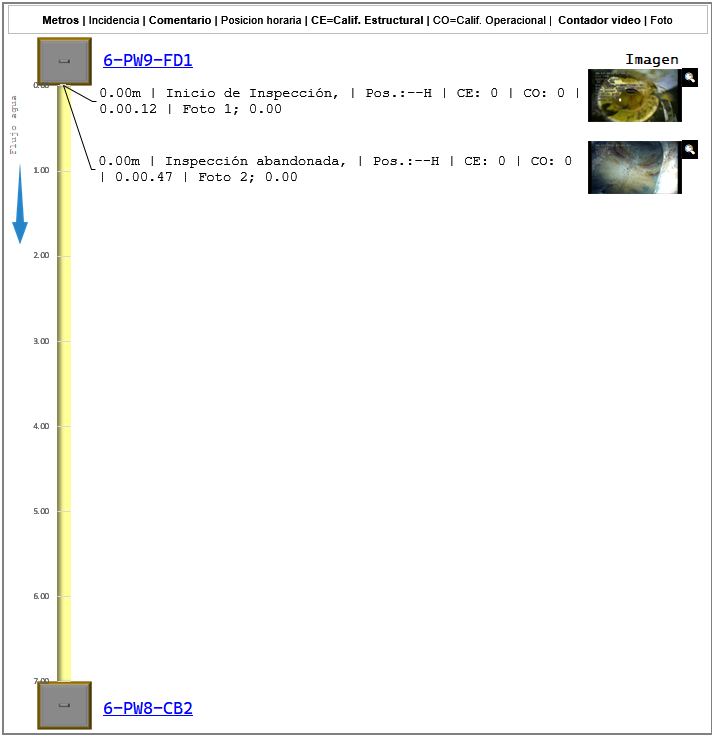 Metros | Incidencia | Comentario | Posicion horaria | CE=Calif. Estructural | CO=Calif. Operacional | Contador video | Foto
6-PW9-FD1
Imagen
0.00
0.00m | Inicio de Inspección, | Pos.:--H | CE: 0 | CO: 0 |
0.00.12 | Foto 1; 0.00
Flujo agua
0.00m | Inspección abandonada, | Pos.:--H | CE: 0 | CO: 0
| 0.00.47 | Foto 2; 0.00
1.00
2.00
3.00
4.00
5.00
6.00
7.00
6-PW8-CB2